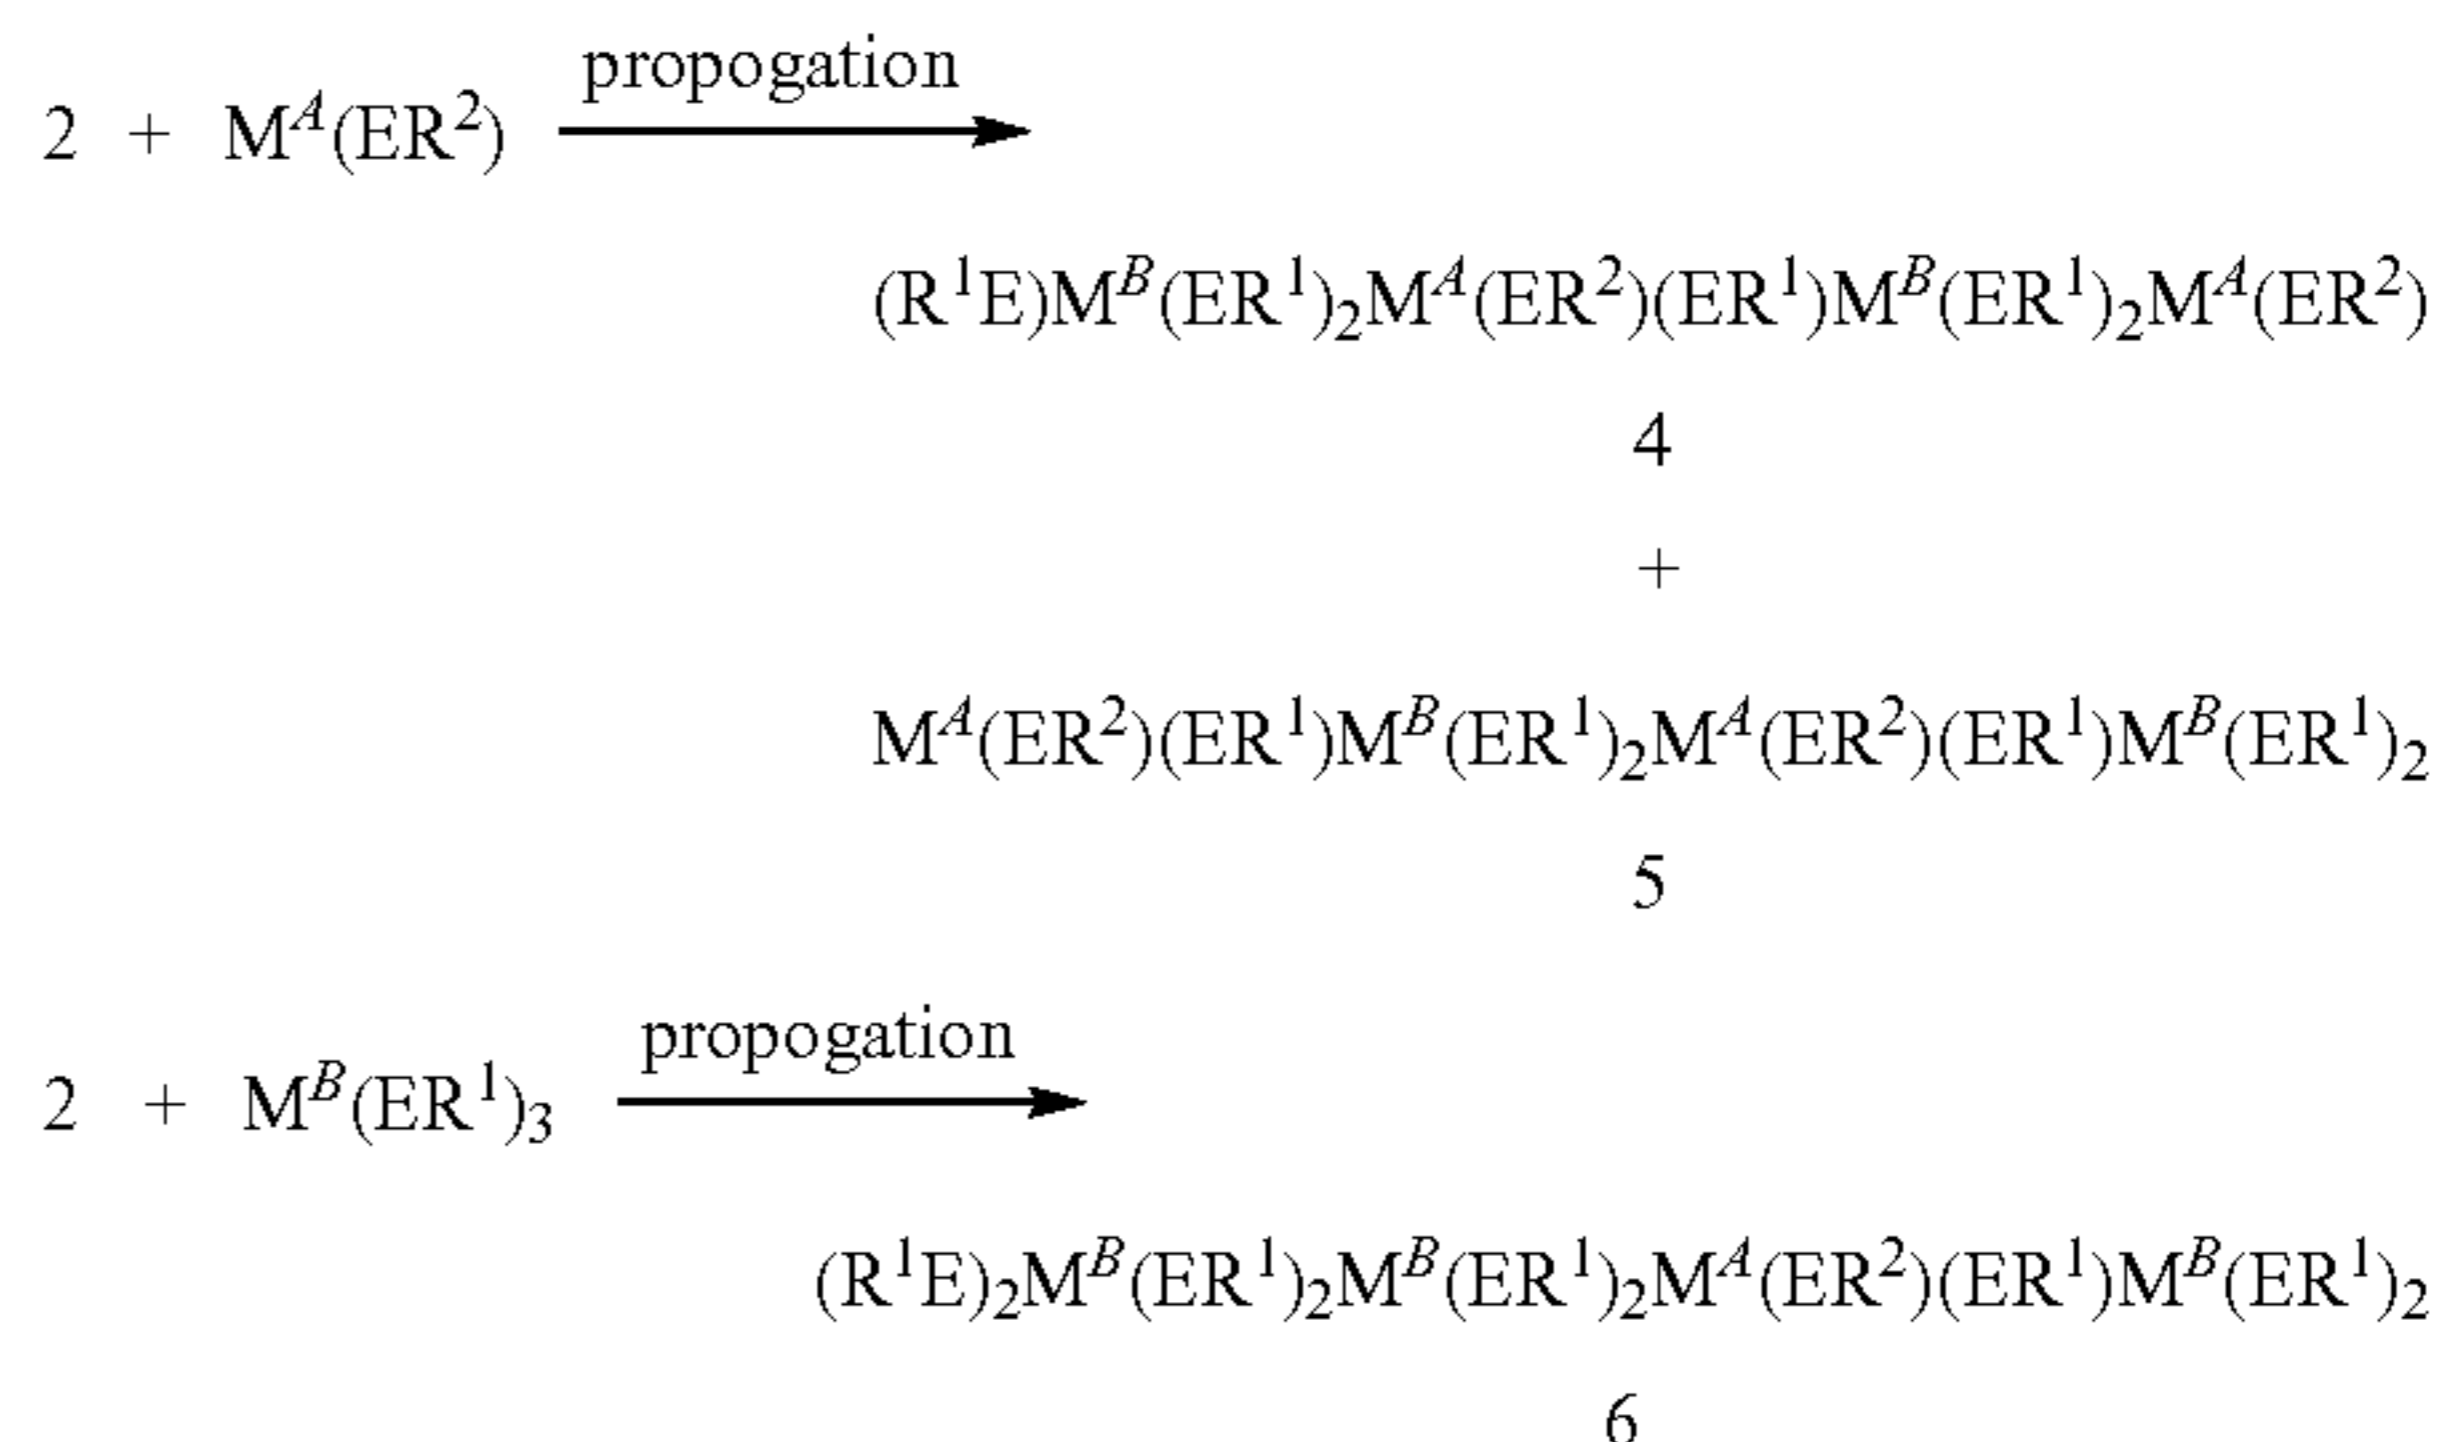 propogation
2 + M^A(ER^2)
(R^1E)M^B(ER^1)_2M^A(ER^2)(ER^1)M^B(ER^1)_2M^A(ER^2)
4
+
M^A(ER^2)(ER^1)M^B(ER^1)_2M^A(ER^2)(ER^1)M^B(ER^1)_2
5
propogation
2 + M^B(ER^1)_3
(R^1E)_2M^B(ER^1)_2M^B(ER^1)_2M^A(ER^2)(ER^1)M^B(ER^1)_2
6